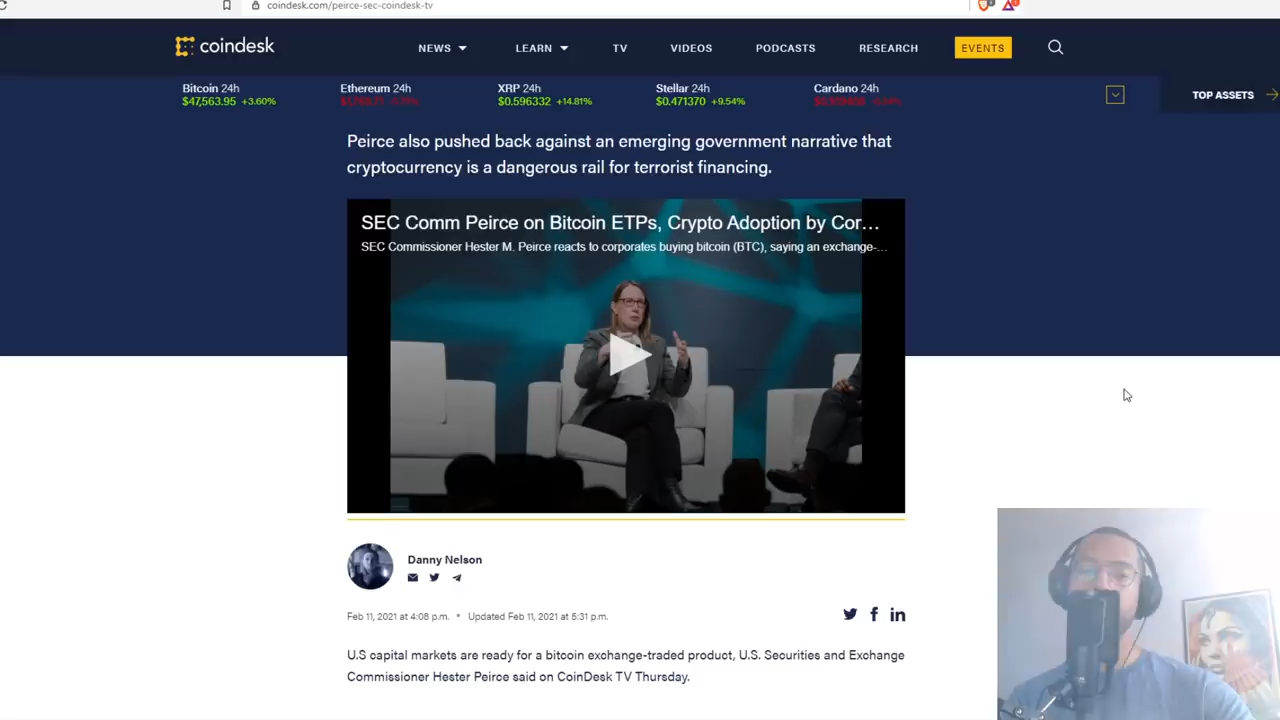 coindesk.com/peirce-sec-coindesk-tv
coindesk
NEWS LEARN TV VIDEOS PODCASTS RESEARCH EVENTS
Bitcoin 24h Ethereum 24h XRP 24h Stellar 24h Cardano 24h
$47,563.95 +3.60% $0.596332 +14.81% $0.471370 +9.54%
TOP ASSETS
Peirce also pushed back against an emerging government narrative that
cryptocurrency is a dangerous rail for terrorist financing.
SEC Comm Peirce on Bitcoin ETPs, Crypto Adoption by Cor...
SEC Commissioner Hester M. Peirce reacts to corporates buying bitcoin (BTC), saying an exchange-...
Danny Nelson
Feb 11, 2021 at 4:08 p.m. • Updated Feb 11, 2021 at 5:31 p.m.
U.S capital markets are ready for a bitcoin exchange-traded product, U.S. Securities and Exchange
Commissioner Hester Peirce said on CoinDesk TV Thursday.